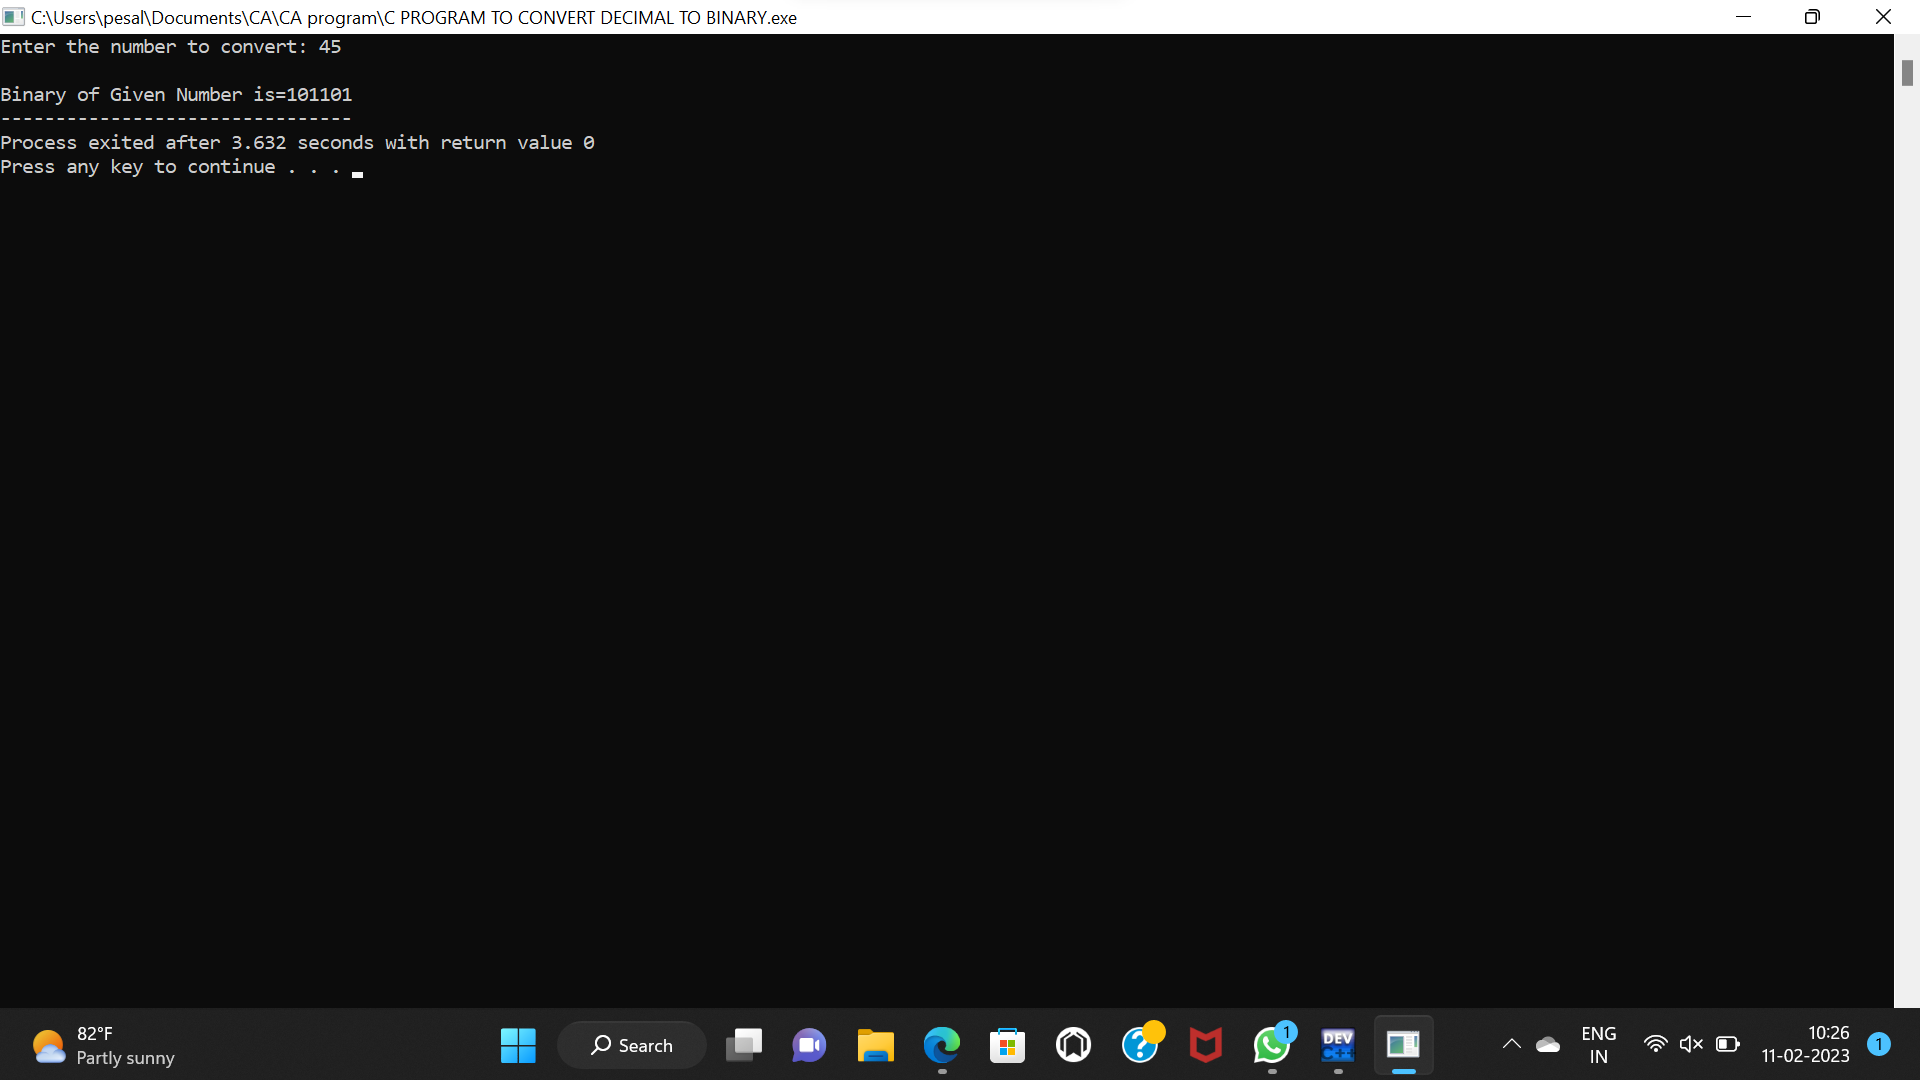 C:\Users\pesal\Documents\CA\CA program\C PROGRAM TO CONVERT DECIMAL TO BINARY.exe
Enter the number to convert: 45
Binary of Given Number is=101101
--------------------------------
Process exited after 3.632 seconds with return value 0
Press any key to continue . . .
82°F
Partly sunny
Search
1
DEV
C++
ENG
IN
10:26
11-02-2023
1